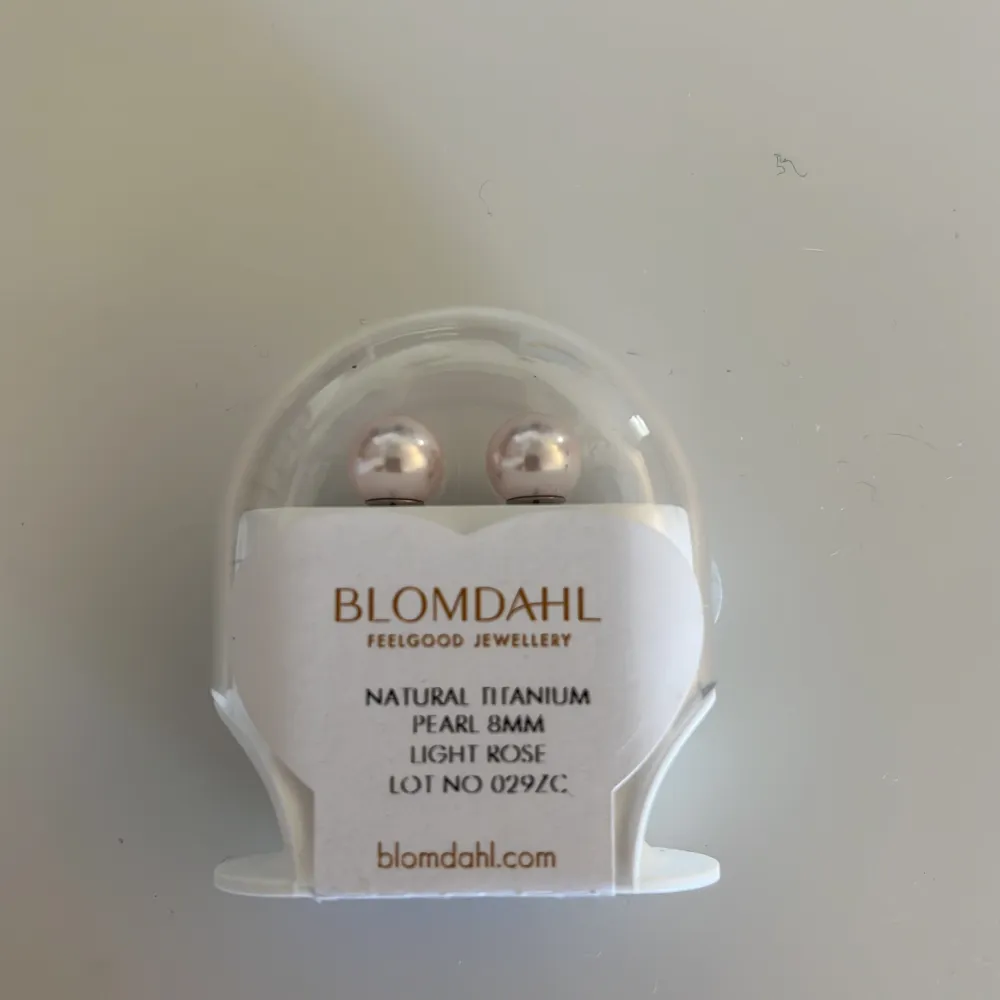 BLOMDAHL
FEELGOOD JEWELLERY
NATURAL TITANIUM
PEARL 8MM
LIGHT ROSE
LOT NO 029ZC
blomdahl.com